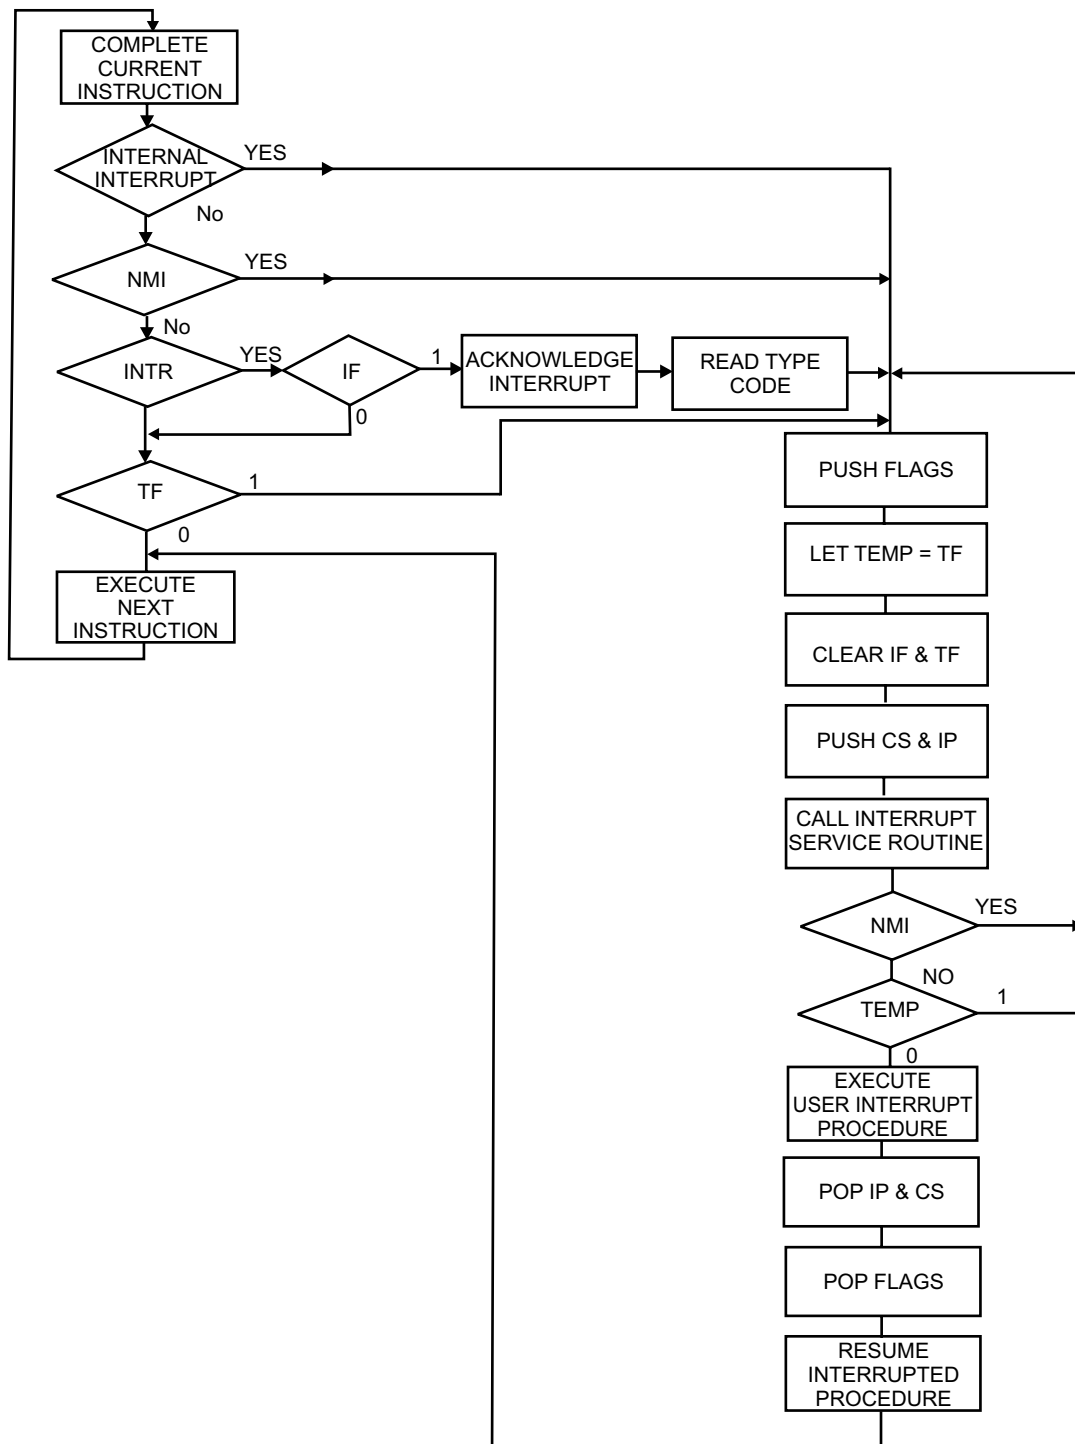 COMPLETE
CURRENT
INSTRUCTION
INTERNAL
INTERRUPT
YES
No
NMI
YES
No
INTR
YES
IF
1
0
ACKNOWLEDGE
INTERRUPT
READ TYPE
CODE
TF
1
0
EXECUTE
NEXT
INSTRUCTION
PUSH FLAGS
LET TEMP = TF
CLEAR IF & TF
PUSH CS & IP
CALL INTERRUPT
SERVICE ROUTINE
NMI
YES
NO
TEMP
1
0
EXECUTE
USER INTERRUPT
PROCEDURE
POP IP & CS
POP FLAGS
RESUME
INTERRUPTED
PROCEDURE